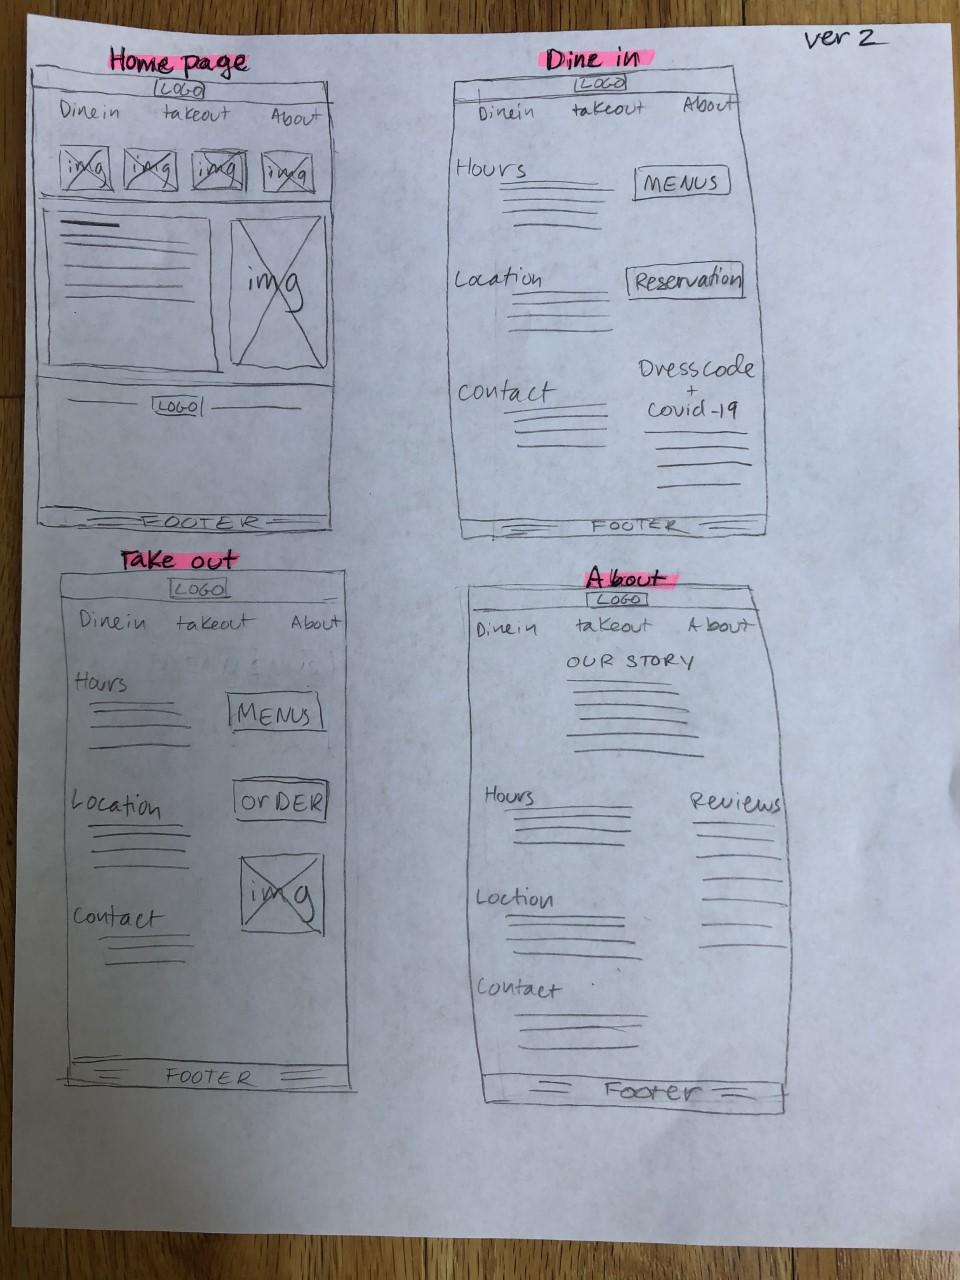 ver 2
Home page
LOGO
Dine in takeout About
img img img img
img
LOGO
FOOTER
Dine in
LOGO
Dinein takeout About
Hours
MENUS
Location
Reservation
Contact
Dresscode
+
Covid-19
FOOTER
Take out
LOGO
Dinein takeout About
Hours
MENUS
Location
orDER
img
Contact
FOOTER
About
LOGO
Dinein takeout About
OUR STORY
Hours
Reviews
Loction
Contact
Footer